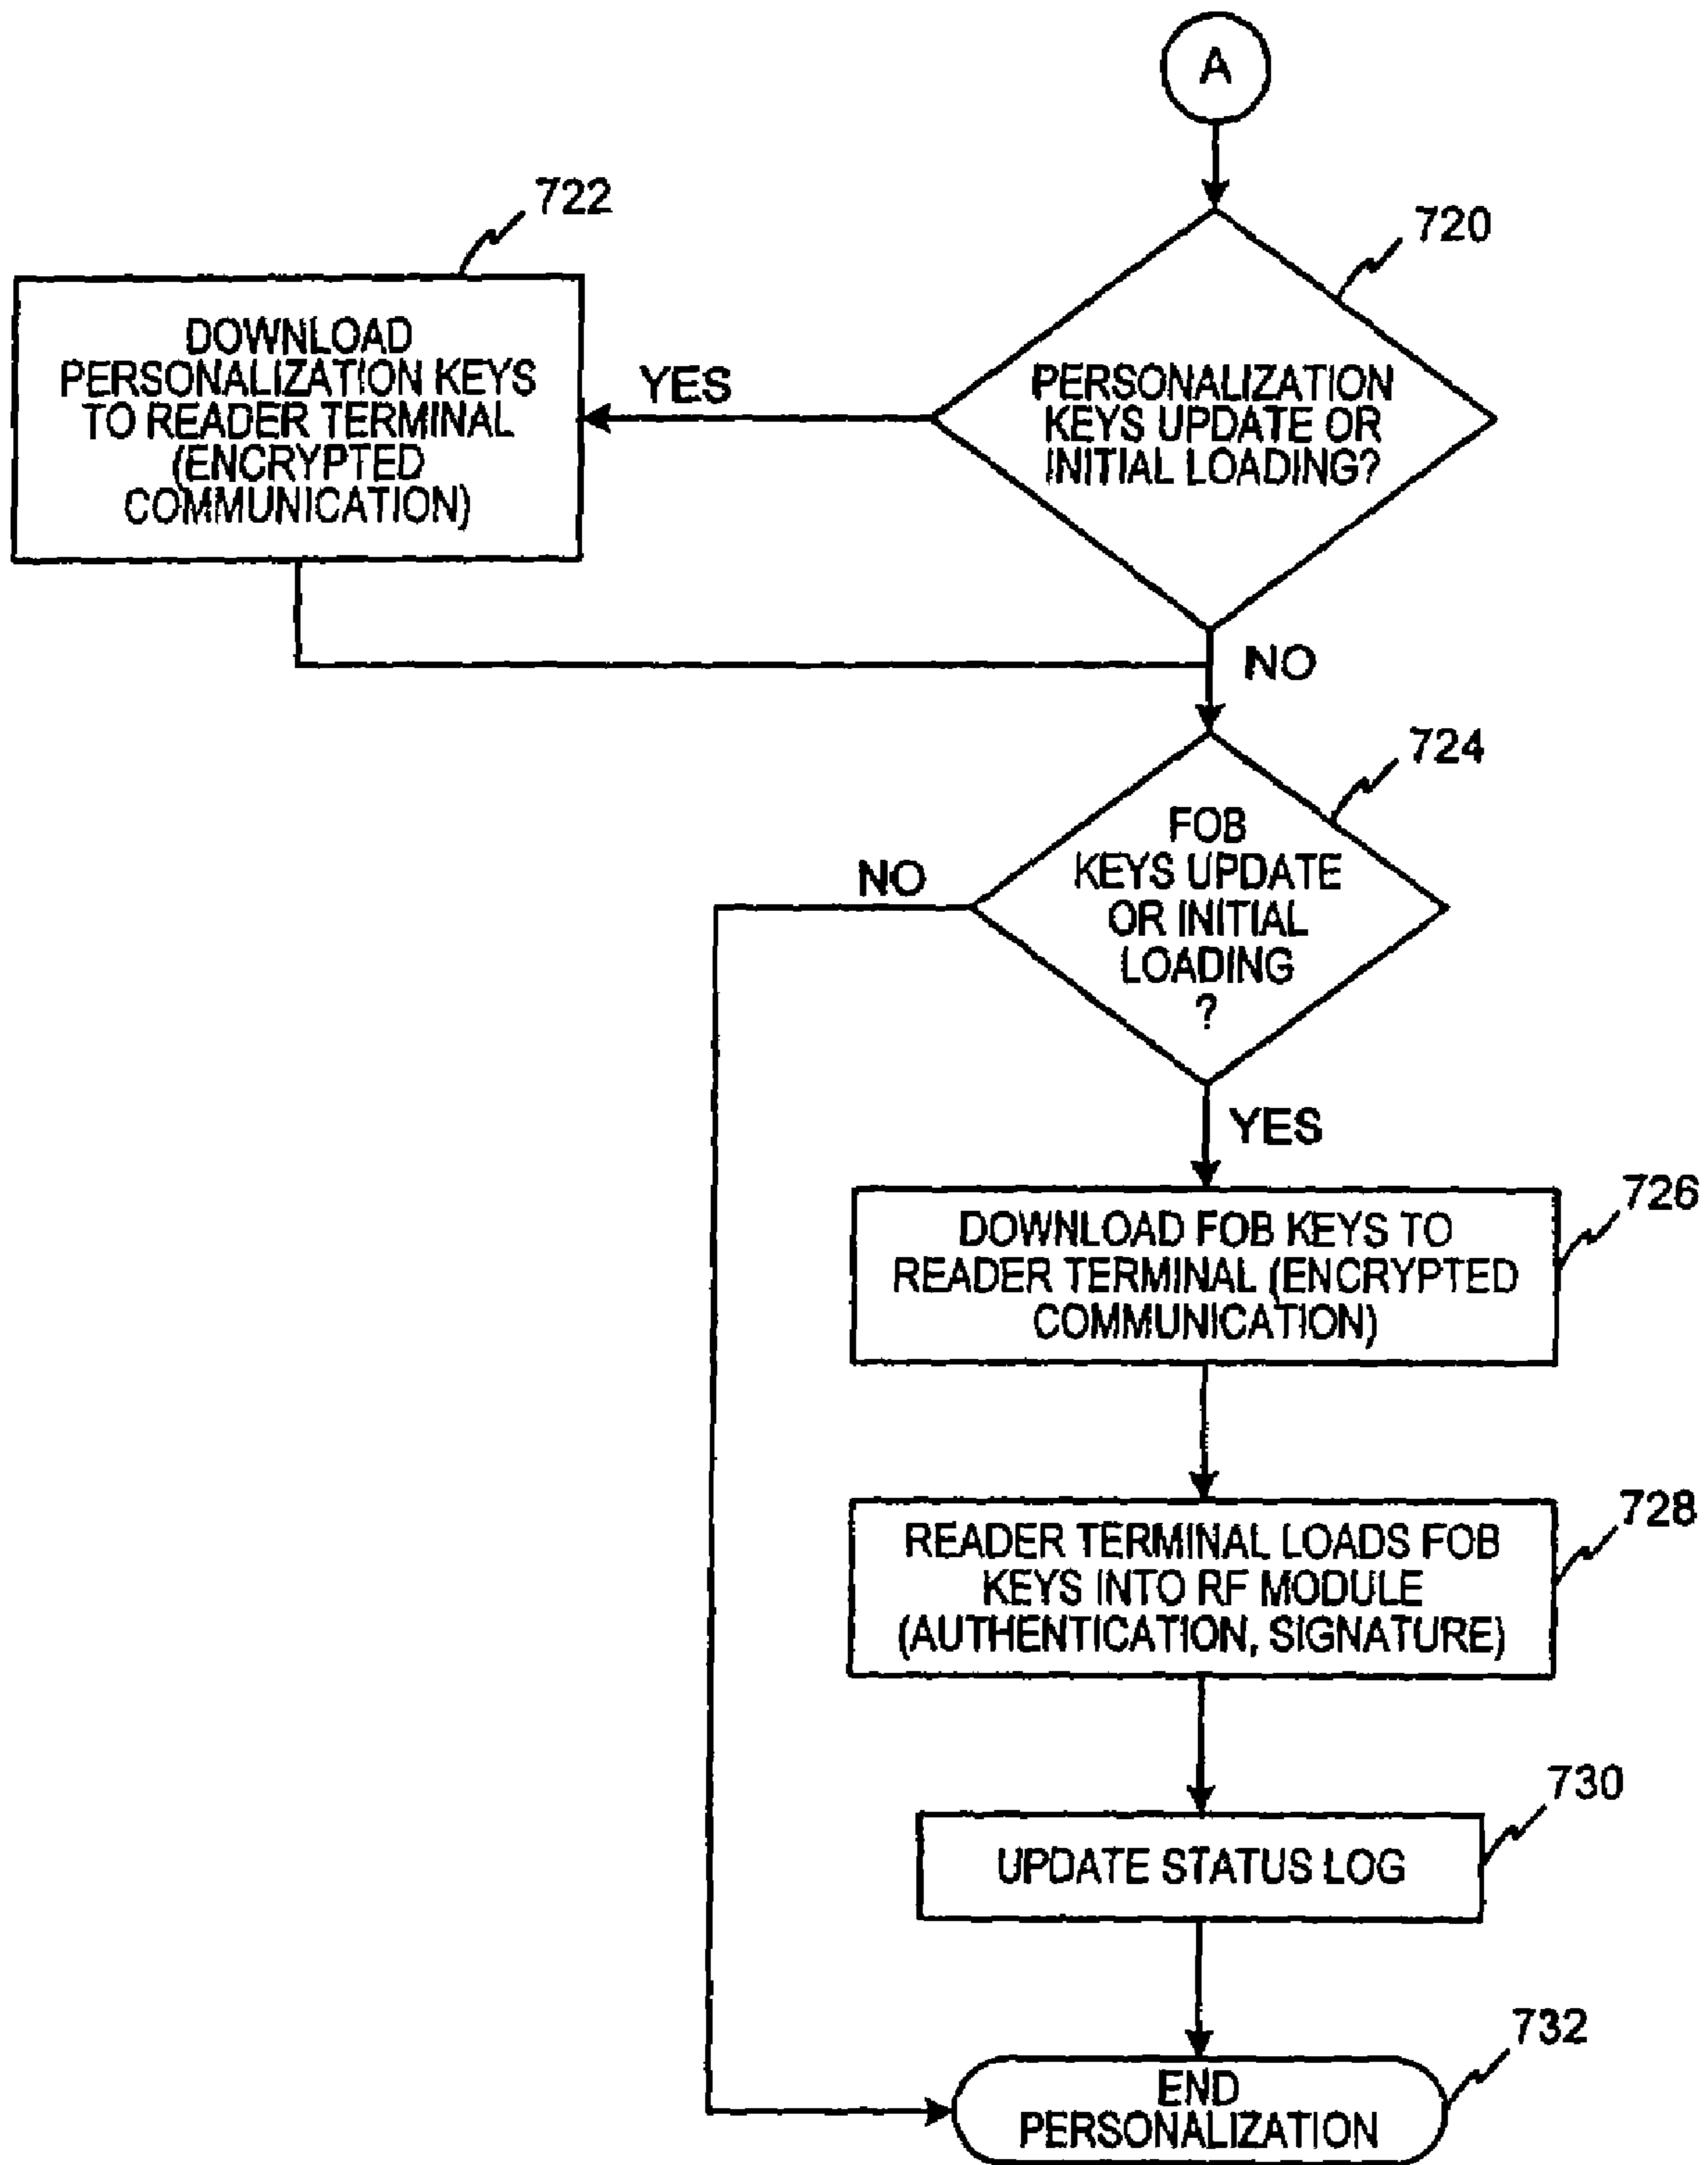 A
722
720
DOWNLOAD
PERSONALIZATION KEYS
TO READER TERMINAL
(ENCRYPTED
COMMUNICATION)
YES
PERSONALIZATION
KEYS UPDATE OR
INITIAL LOADING?
NO
724
FOB
KEYS UPDATE
OR INITIAL
LOADING
?
NO
YES
726
DOWNLOAD FOB KEYS TO
READER TERMINAL (ENCRYPTED
COMMUNICATION)
728
READER TERMINAL LOADS FOB
KEYS INTO RF MODULE
(AUTHENTICATION, SIGNATURE)
730
UPDATE STATUS LOG
732
END
PERSONALIZATION